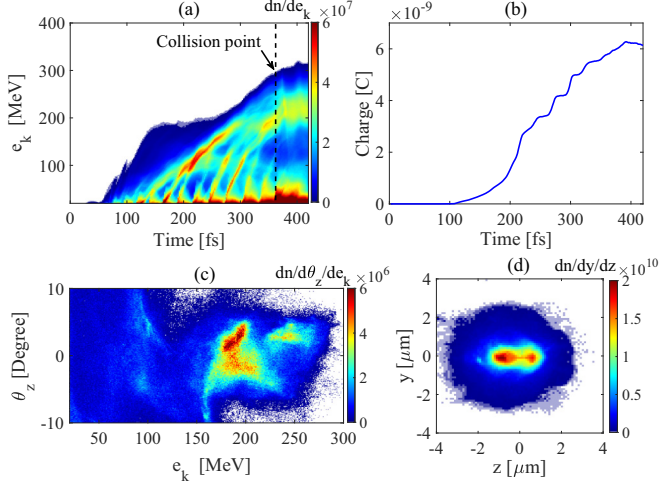 (a)
dn/de_k
×10^7
Collision point
400
300
200
100
e_k [MeV]
0 100 200 300 400
Time [fs]
6
4
2
0
×10^-9
(b)
8
6
4
2
0
Charge [C]
0 100 200 300 400
Time [fs]
(c)
dn/dθ_z/de_k
×10^6
10
0
-10
θ_z [Degree]
50 100 150 200 250 300
e_k [MeV]
6
4
2
0
(d)
dn/dy/dz
×10^10
4
2
0
-2
-4
y [μm]
-4 -2 0 2 4
z [μm]
2
1.5
1
0.5
0